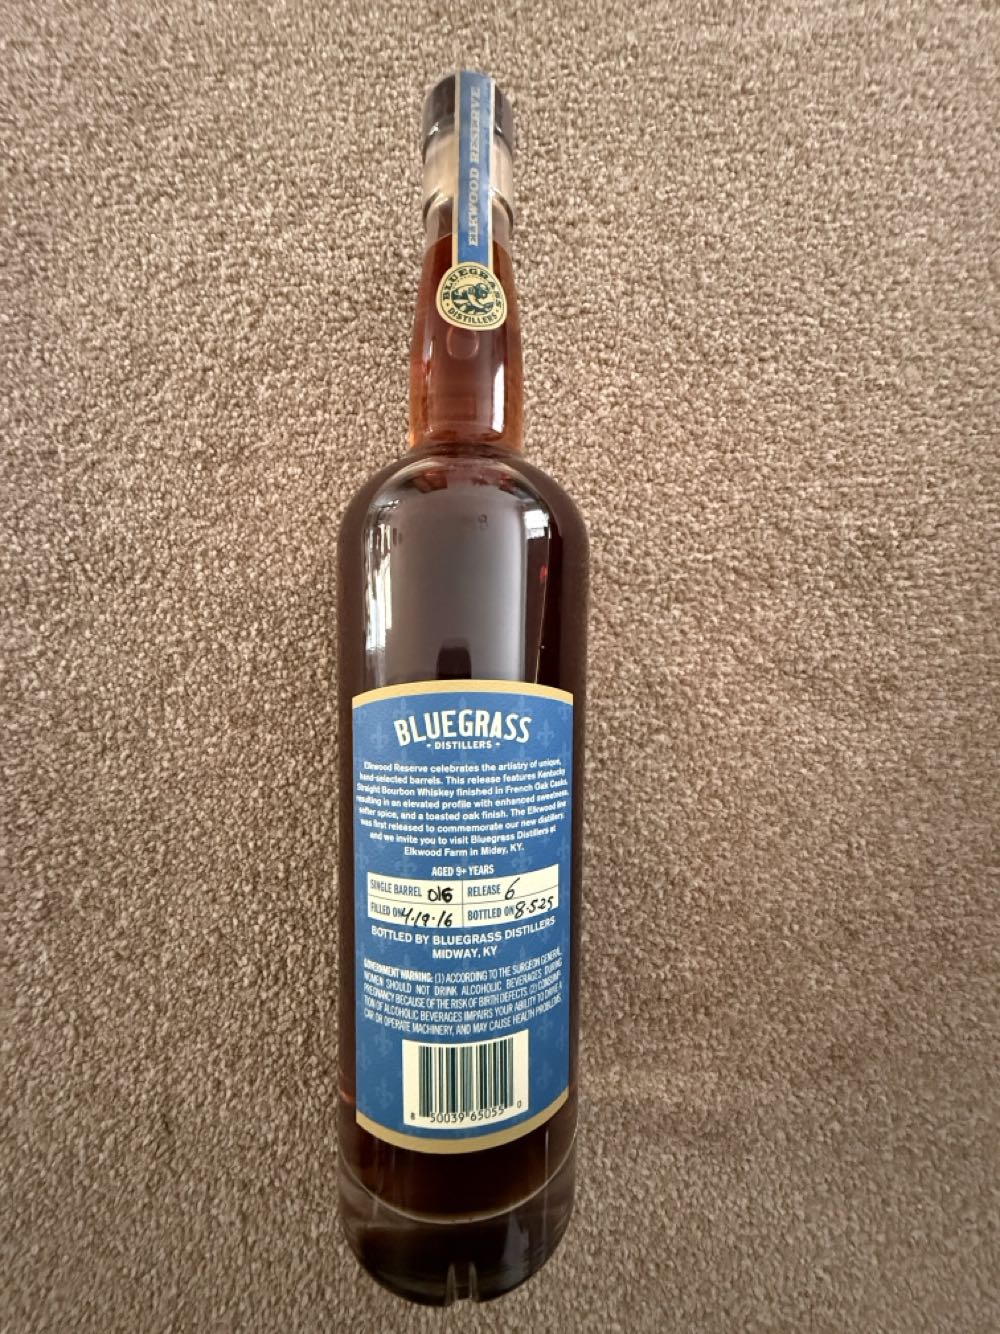 ELKWOOD RESERVE
BLUEGRASS
DISTILLERS
BLUEGRASS
- DISTILLERS -
Elkwood Reserve celebrates the artistry of unique,
hand-selected barrels. This release features Kentucky
Straight Bourbon Whiskey finished in French Oak Casks,
resulting in an elevated profile with enhanced sweetness,
softer spice, and a toasted oak finish. The Elkwood line
was first released to commemorate our new distillery,
and we invite you to visit Bluegrass Distillers at
Elkwood Farm in Miday, KY.
AGED 9+ YEARS
SINGLE BARREL 016 RELEASE 6
FILLED ON 4.19.16 BOTTLED ON 8.5.25
BOTTLED BY BLUEGRASS DISTILLERS
MIDWAY, KY
GOVERNMENT WARNING: (1) ACCORDING TO THE SURGEON GENERAL,
WOMEN SHOULD NOT DRINK ALCOHOLIC BEVERAGES DURING
PREGNANCY BECAUSE OF THE RISK OF BIRTH DEFECTS. (2) CONSUMP-
TION OF ALCOHOLIC BEVERAGES IMPAIRS YOUR ABILITY TO DRIVE A
CAR OR OPERATE MACHINERY, AND MAY CAUSE HEALTH PROBLEMS.
8 50039 65055 0